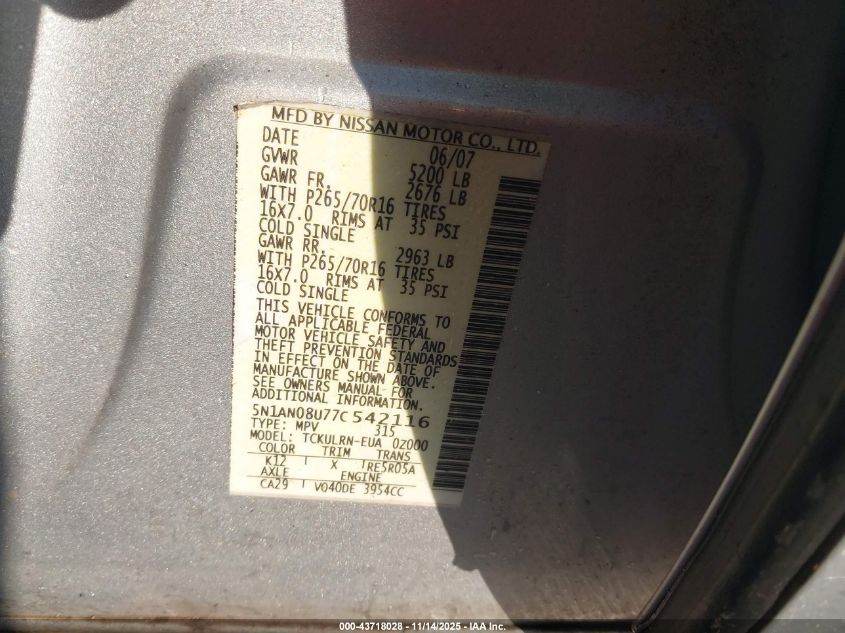 MFD BY NISSAN MOTOR CO., LTD.
DATE 06/07
GVWR 5200 LB
GAWR FR. 2676 LB
WITH P265/70R16 TIRES
16X7.0 RIMS AT 35 PSI
COLD SINGLE
GAWR RR. 2963 LB
WITH P265/70R16 TIRES
16X7.0 RIMS AT 35 PSI
COLD SINGLE
THIS VEHICLE CONFORMS TO
ALL APPLICABLE FEDERAL
MOTOR VEHICLE SAFETY AND
THEFT PREVENTION STANDARDS
IN EFFECT ON THE DATE OF
MANUFACTURE SHOWN ABOVE.
SEE OWNERS MANUAL FOR
ADDITIONAL INFORMATION.
5N1AN08U77C542116
TYPE: MPV 315
MODEL: TCKULRN-EUA 0Z000
COLOR TRIM TRANS
K12 X RE5R05A
AXLE ENGINE
CA29 VQ40DE 3954CC
000-43718028 - 11/14/2025 - IAA Inc.